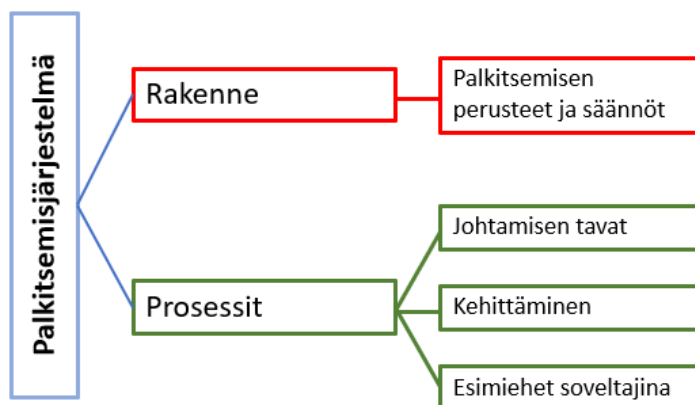 Palkitsemisjärjestelmä
Rakenne
Palkitsemisen
perusteet ja säännöt
Prosessit
Johtamisen tavat
Kehittäminen
Esimiehet soveltajina